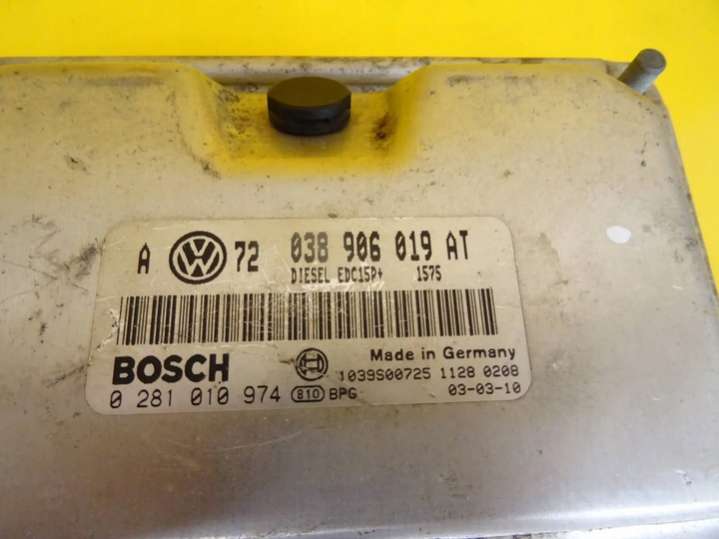 A VW 72 038 906 019 AT
DIESEL EDC15P+ 1575
BOSCH Made in Germany
1039S00725 1128 0208
0 281 010 974 810 BPG 03-03-10